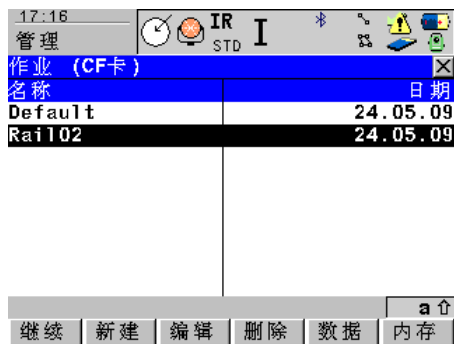 17:16
管理
IR
STD
I
作业 (CF卡)
名称 日期
Default 24.05.09
Rail02 24.05.09
a
继续 新建 编辑 删除 数据 内存